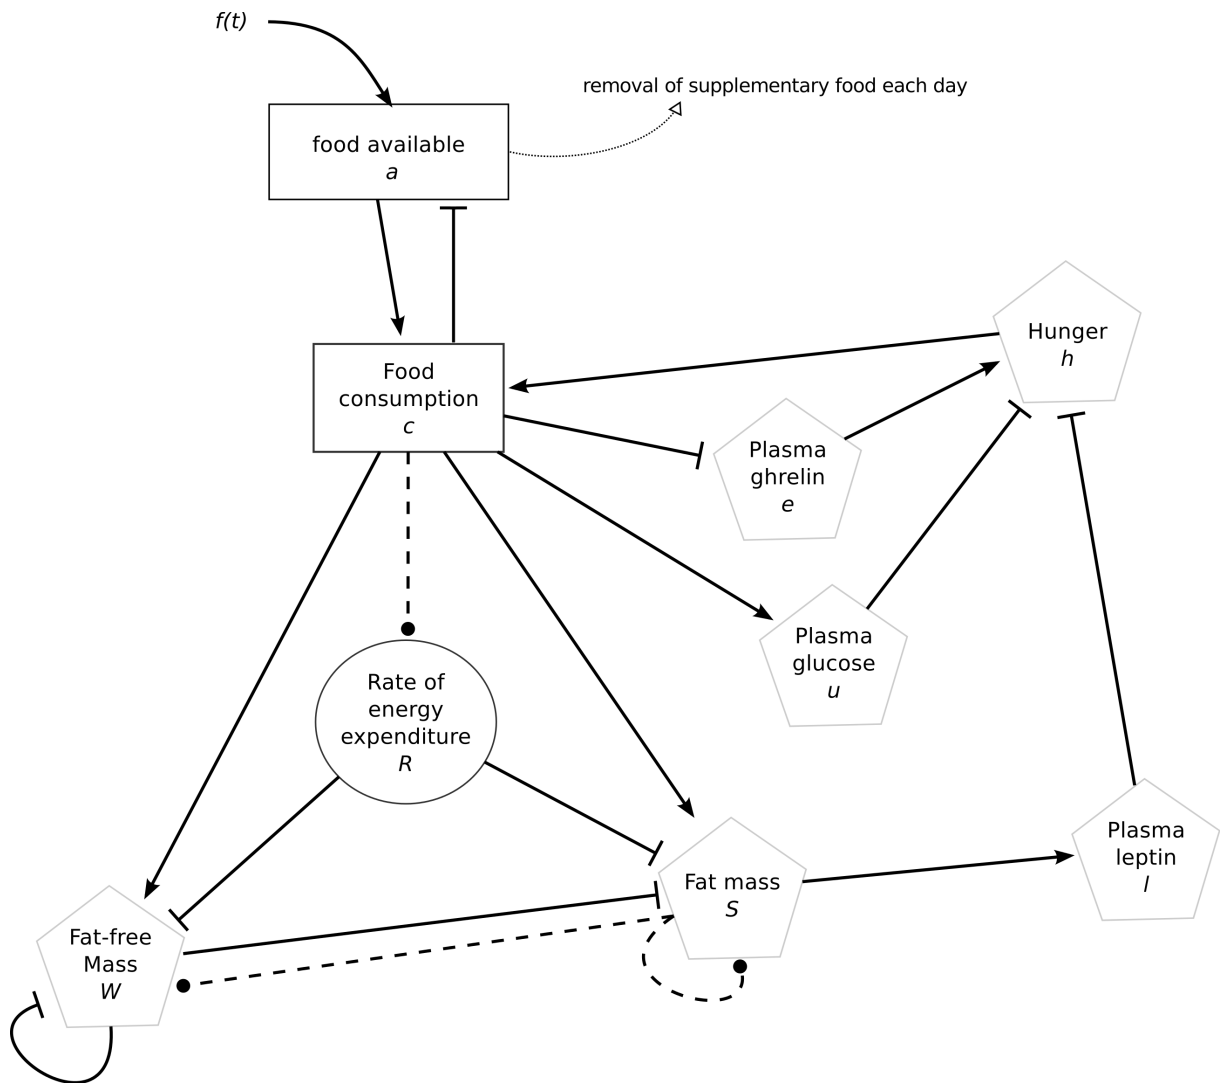 f(t)
removal of supplementary food each day
food available
a
Food
consumption
c
Hunger
h
Plasma
ghrelin
e
Plasma
glucose
u
Rate of
energy
expenditure
R
Plasma
leptin
l
Fat mass
S
Fat-free
Mass
W